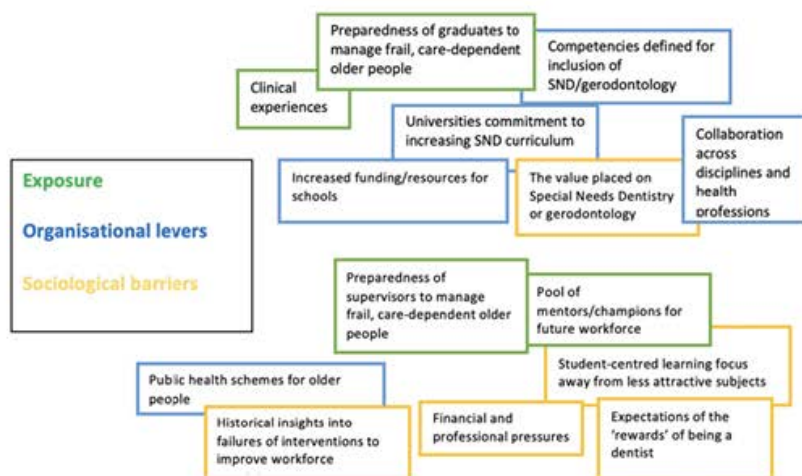 Preparedness of graduates to
manage frail, care-dependent
older people
Competencies defined for
inclusion of
SND/gerodontology
Clinical
experiences
Universities commitment to
increasing SND curriculum
Collaboration
across
disciplines and
health
professions
Increased funding/resources for
schools
The value placed on
Special Needs Dentistry
or gerodontology
Exposure
Organisational levers
Sociological barriers
Preparedness of
supervisors to manage
frail, care-dependent older
people
Pool of
mentors/champions for
future workforce
Student-centred learning focus
away from less attractive subjects
Public health schemes for older
people
Historical insights into
failures of interventions to
improve workforce
Financial and
professional pressures
Expectations of the
‘rewards’ of being a
dentist